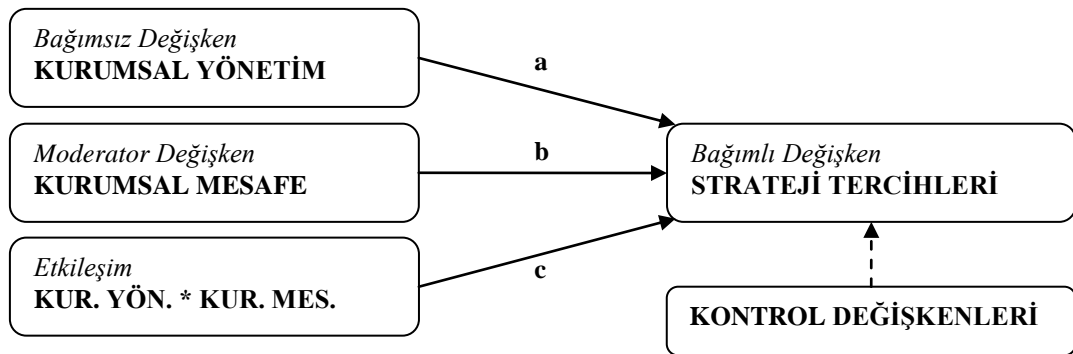 Bağımsız Değişken
KURUMSAL YÖNETİM
a
Moderator Değişken
KURUMSAL MESAFE
b
Bağımlı Değişken
STRATEJİ TERCİHLERİ
Etkileşim
KUR. YÖN. * KUR. MES.
c
KONTROL DEĞİŞKENLERİ